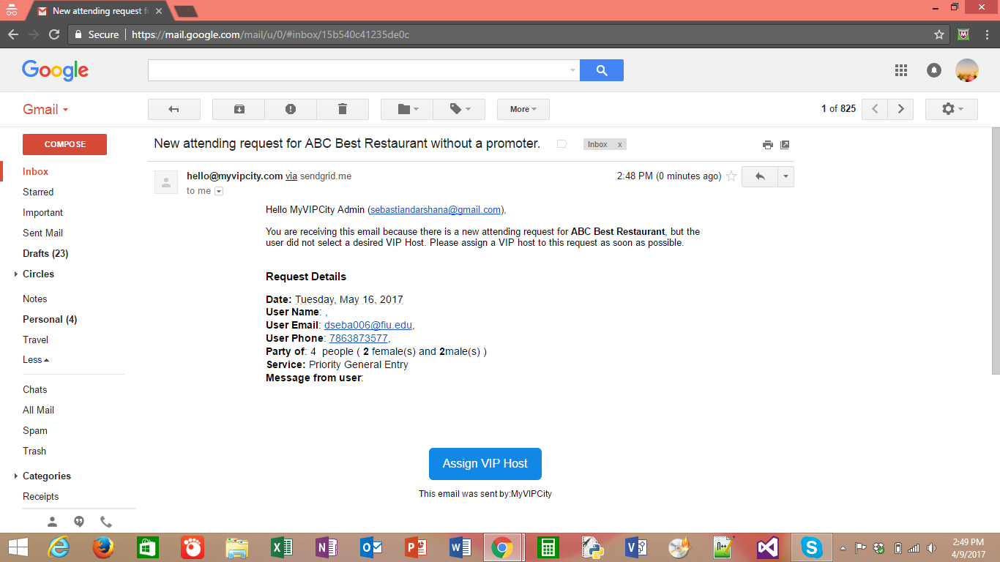 New attending request f
Secure https://mail.google.com/mail/u/0/#inbox/15b540c41235de0c
Google
Gmail
More
1 of 825
COMPOSE
New attending request for ABC Best Restaurant without a promoter.
Inbox x
Inbox
Starred
Important
Sent Mail
Drafts (23)
Circles
Notes
Personal (4)
Travel
Less
Chats
All Mail
Spam
Trash
Categories
Receipts
hello@myvipcity.com via sendgrid.me
2:48 PM (0 minutes ago)
to me
Hello MyVIPCity Admin (sebastiandarshana@gmail.com),
You are receiving this email because there is a new attending request for ABC Best Restaurant, but the
user did not select a desired VIP Host. Please assign a VIP host to this request as soon as possible.
Request Details
Date: Tuesday, May 16, 2017
User Name: ,
User Email: dseba006@fiu.edu,
User Phone: 7863873577,
Party of: 4 people ( 2 female(s) and 2male(s) )
Service: Priority General Entry
Message from user:
Assign VIP Host
This email was sent by:MyVIPCity
2:49 PM
4/9/2017